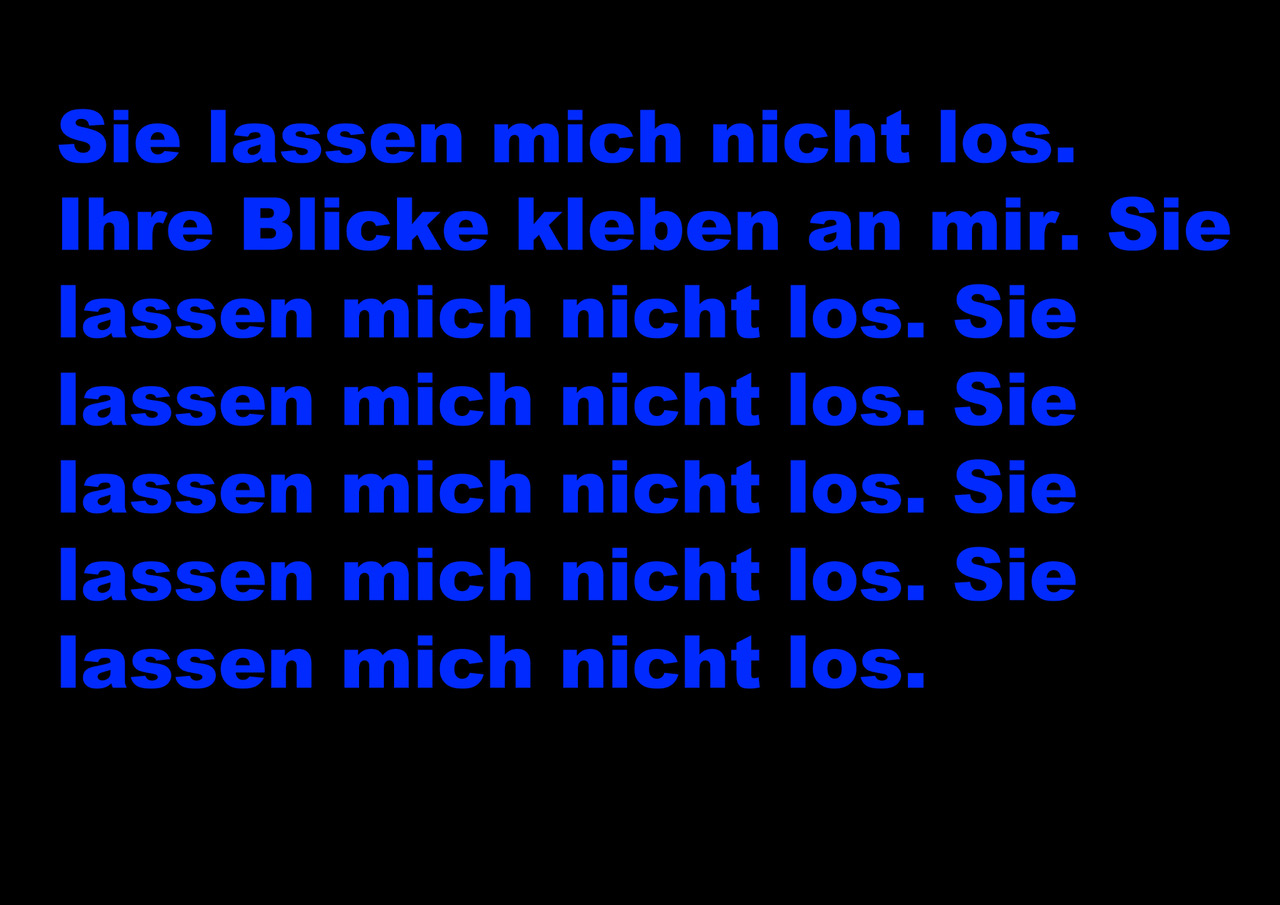 Sie lassen mich nicht los.
Ihre Blicke kleben an mir. Sie
lassen mich nicht los. Sie
lassen mich nicht los. Sie
lassen mich nicht los. Sie
lassen mich nicht los. Sie
lassen mich nicht los.